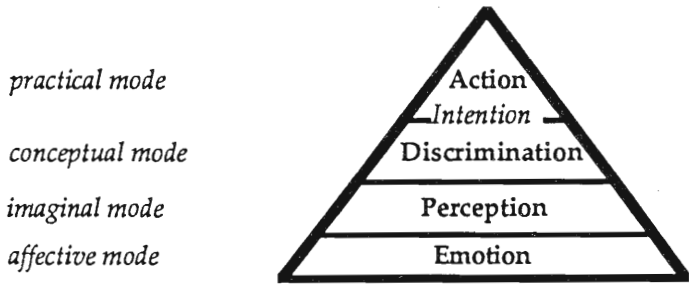 practical mode Action
Intention
conceptual mode Discrimination
imaginal mode Perception
affective mode Emotion